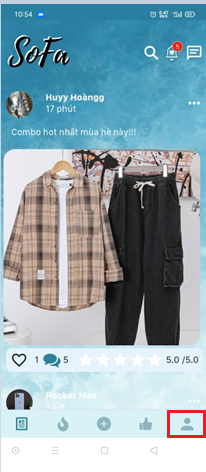 10:54
SoFa
5
Huyy Hoàngg
17 phút
Combo hot nhất mùa hè này!!!
1 5 5.0 /5.0
Hacker Man